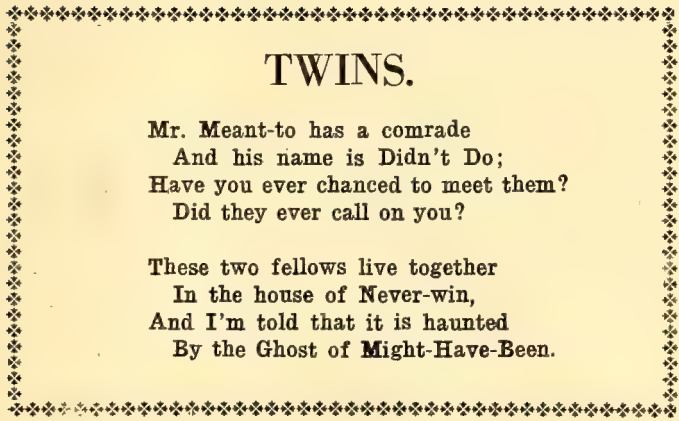 TWINS.
Mr. Meant-to has a comrade
And his name is Didn't Do;
Have you ever chanced to meet them?
Did they ever call on you?
These two fellows live together
In the house of Never-win,
And I'm told that it is haunted
By the Ghost of Might-Have-Been.